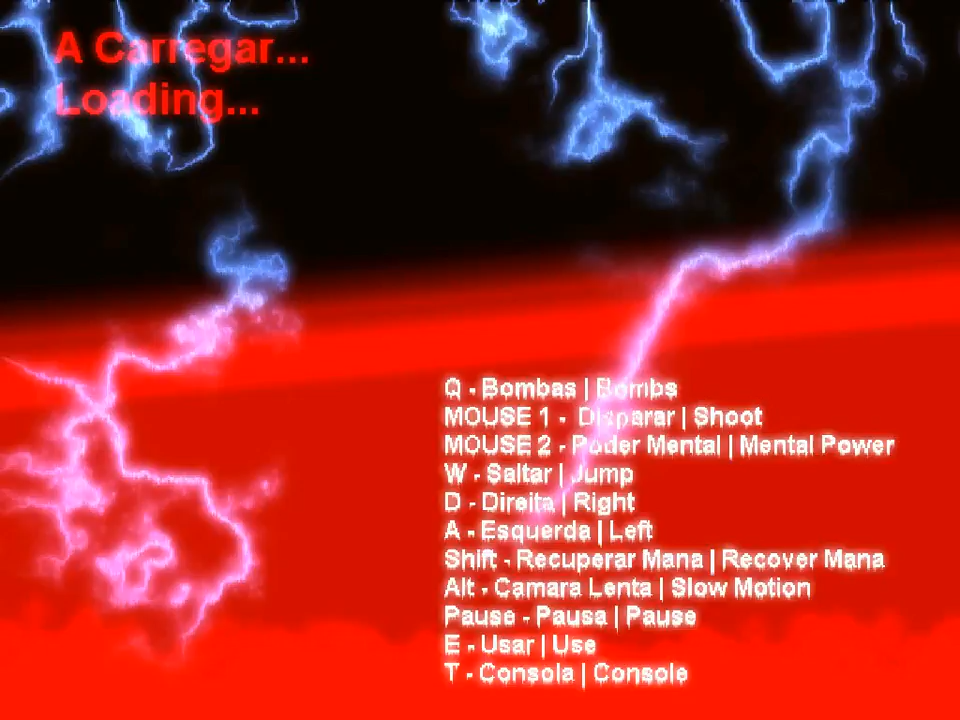 A Carregar...
Loading...
Q - Bombas | Bombs
MOUSE 1 - Disparar | Shoot
MOUSE 2 - Poder Mental | Mental Power
W - Saltar | Jump
D - Direita | Right
A - Esquerda | Left
Shift - Recuperar Mana | Recover Mana
Alt - Camara Lenta | Slow Motion
Pause - Pausa | Pause
E - Usar | Use
T - Consola | Console